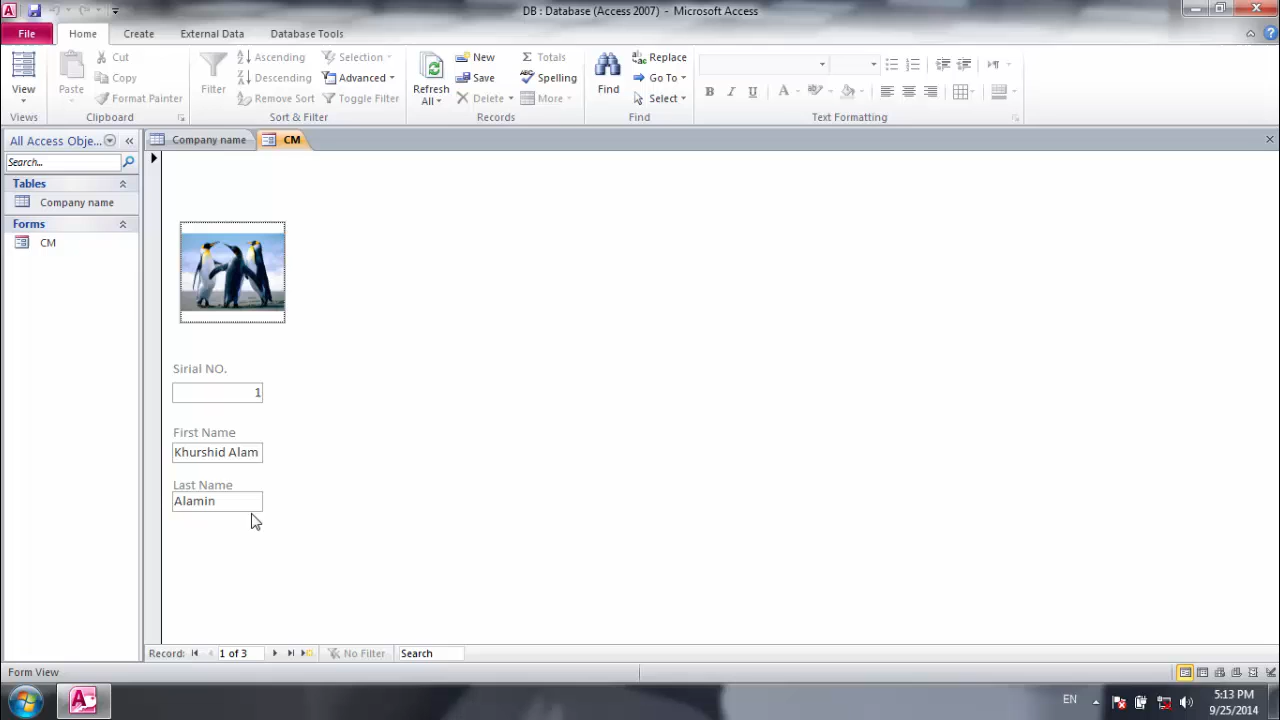 DB : Database (Access 2007) - Microsoft Access
File Home Create External Data Database Tools
View
Views
Paste
Cut
Copy
Format Painter
Clipboard
Filter
Ascending
Descending
Remove Sort
Selection
Advanced
Toggle Filter
Sort & Filter
Refresh
All
New
Save
Delete
Totals
Spelling
More
Records
Find
Replace
Go To
Select
Find
B I U A
Text Formatting
All Access Obje...
Search...
Tables
Company name
Forms
CM
Company name CM
Sirial NO.
1
First Name
Khurshid Alam
Last Name
Alamin
Record: 1 of 3 No Filter Search
Form View
EN
5:13 PM
9/25/2014